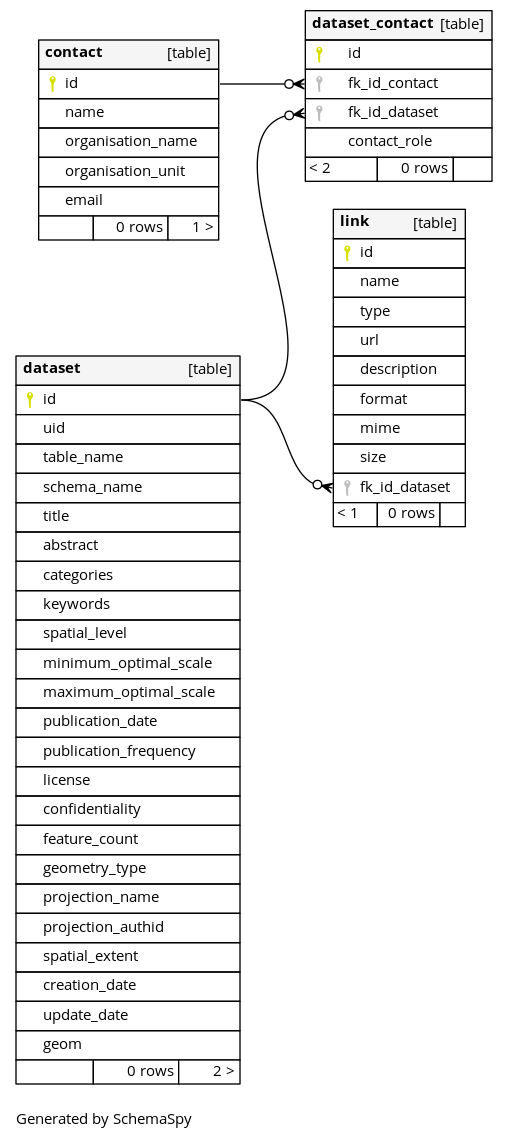 contact [table]
id
name
organisation_name
organisation_unit
email
0 rows 1 >
dataset_contact [table]
id
fk_id_contact
fk_id_dataset
contact_role
< 2 0 rows
link [table]
id
name
type
url
description
format
mime
size
fk_id_dataset
< 1 0 rows
dataset [table]
id
uid
table_name
schema_name
title
abstract
categories
keywords
spatial_level
minimum_optimal_scale
maximum_optimal_scale
publication_date
publication_frequency
license
confidentiality
feature_count
geometry_type
projection_name
projection_authid
spatial_extent
creation_date
update_date
geom
0 rows 2 >
Generated by SchemaSpy